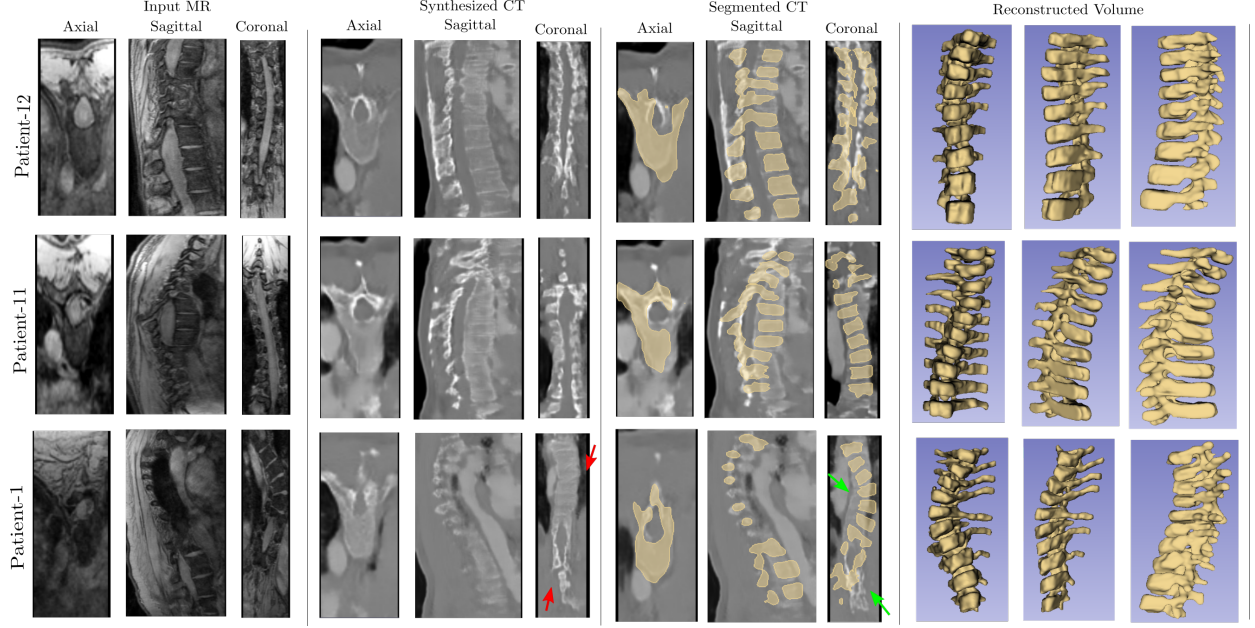 Input MR
Synthesized CT
Segmented CT
Reconstructed Volume
Axial
Sagittal
Coronal
Axial
Sagittal
Coronal
Axial
Sagittal
Coronal
Patient-12
Patient-11
Patient-1